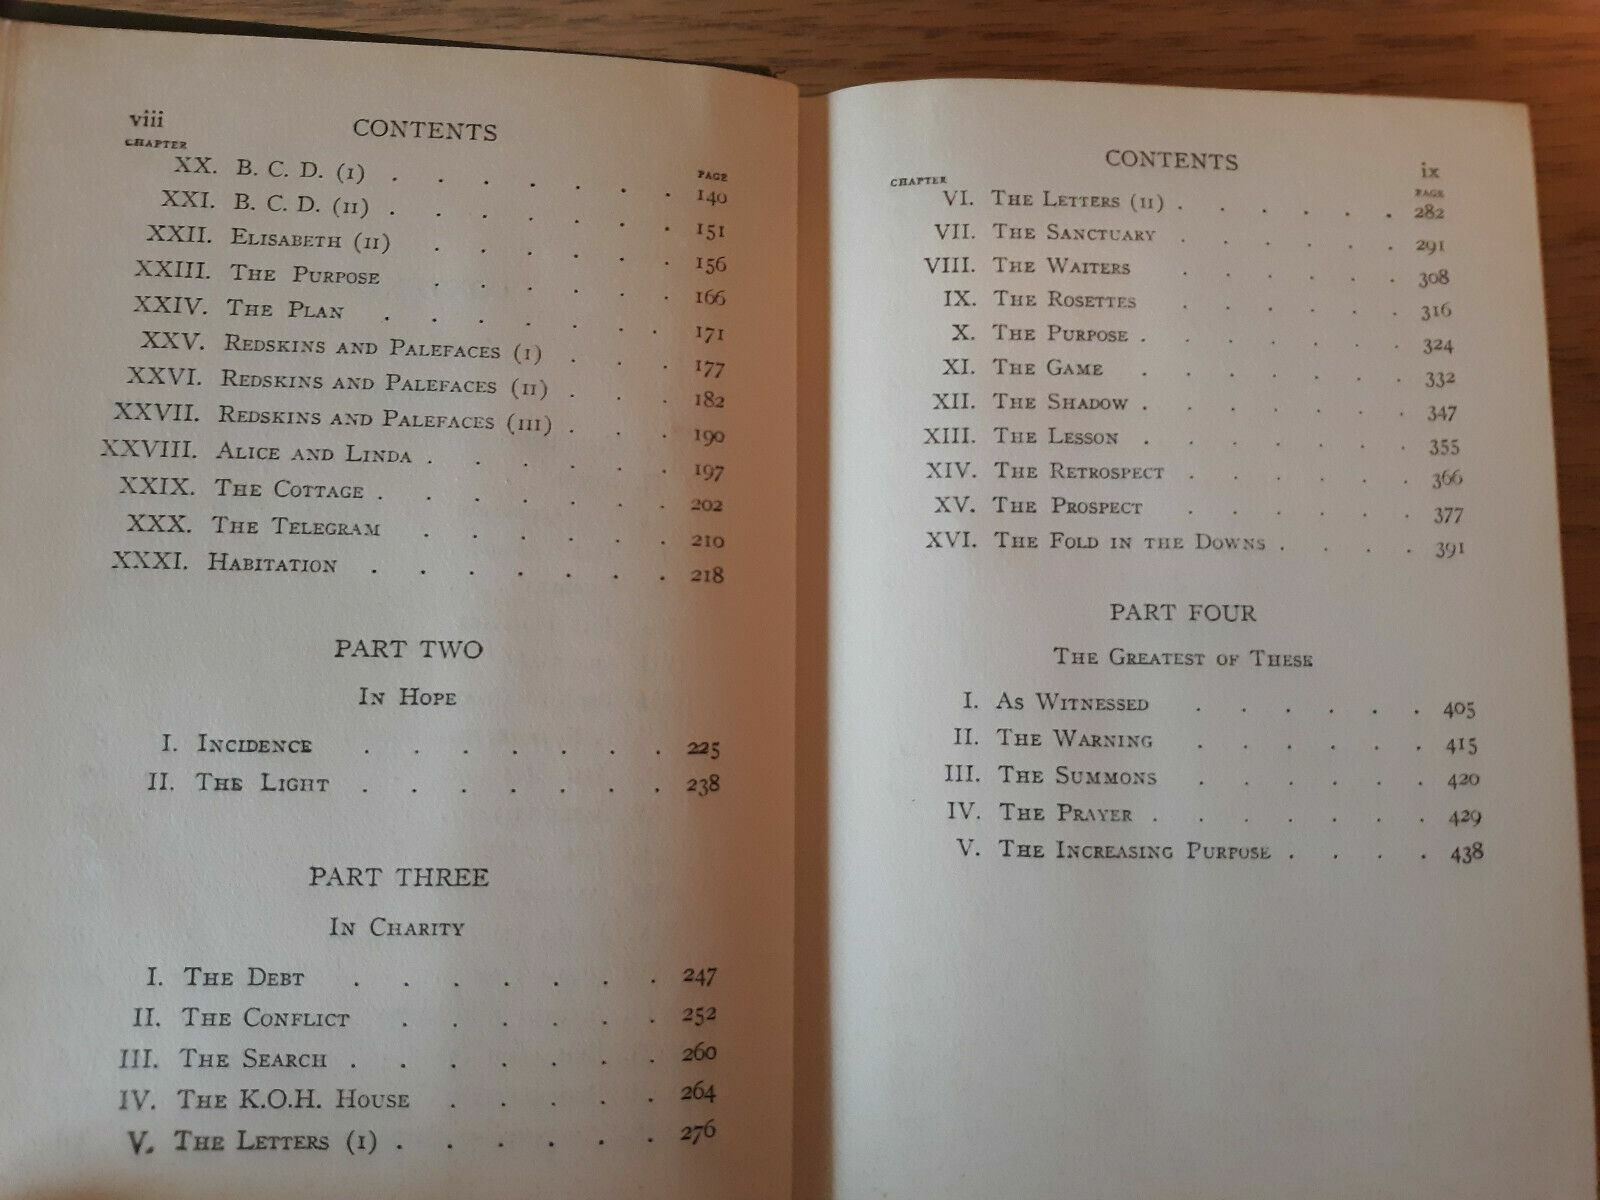 viii CONTENTS
CHAPTER PAGE
XX. B. C. D. (I) . . . . . . . 140
XXI. B. C. D. (II) . . . . . . . 151
XXII. ELISABETH (II) . . . . . . 156
XXIII. THE PURPOSE . . . . . . 166
XXIV. THE PLAN . . . . . . . 171
XXV. REDSKINS AND PALEFACES (I) . . . 177
XXVI. REDSKINS AND PALEFACES (II) . . . 182
XXVII. REDSKINS AND PALEFACES (III) . . . 190
XXVIII. ALICE AND LINDA . . . . . . 197
XXIX. THE COTTAGE . . . . . . . 202
XXX. THE TELEGRAM . . . . . . 210
XXXI. HABITATION . . . . . . . 218
PART TWO
IN HOPE
I. INCIDENCE . . . . . . . 225
II. THE LIGHT . . . . . . . 238
PART THREE
IN CHARITY
I. THE DEBT . . . . . . . 247
II. THE CONFLICT . . . . . . 252
III. THE SEARCH . . . . . . . 260
IV. THE K.O.H. HOUSE . . . . . 264
V. THE LETTERS (I) . . . . . . 276
CONTENTS ix
CHAPTER PAGE
VI. THE LETTERS (II) . . . . . . 282
VII. THE SANCTUARY . . . . . . 291
VIII. THE WAITERS . . . . . . 308
IX. THE ROSETTES . . . . . . 316
X. THE PURPOSE . . . . . . . 324
XI. THE GAME . . . . . . . 332
XII. THE SHADOW . . . . . . . 347
XIII. THE LESSON . . . . . . . 355
XIV. THE RETROSPECT . . . . . . 366
XV. THE PROSPECT . . . . . . 377
XVI. THE FOLD IN THE DOWNS . . . . 391
PART FOUR
THE GREATEST OF THESE
I. AS WITNESSED . . . . . . 405
II. THE WARNING . . . . . . 415
III. THE SUMMONS . . . . . . 420
IV. THE PRAYER . . . . . . . 429
V. THE INCREASING PURPOSE . . . . 438